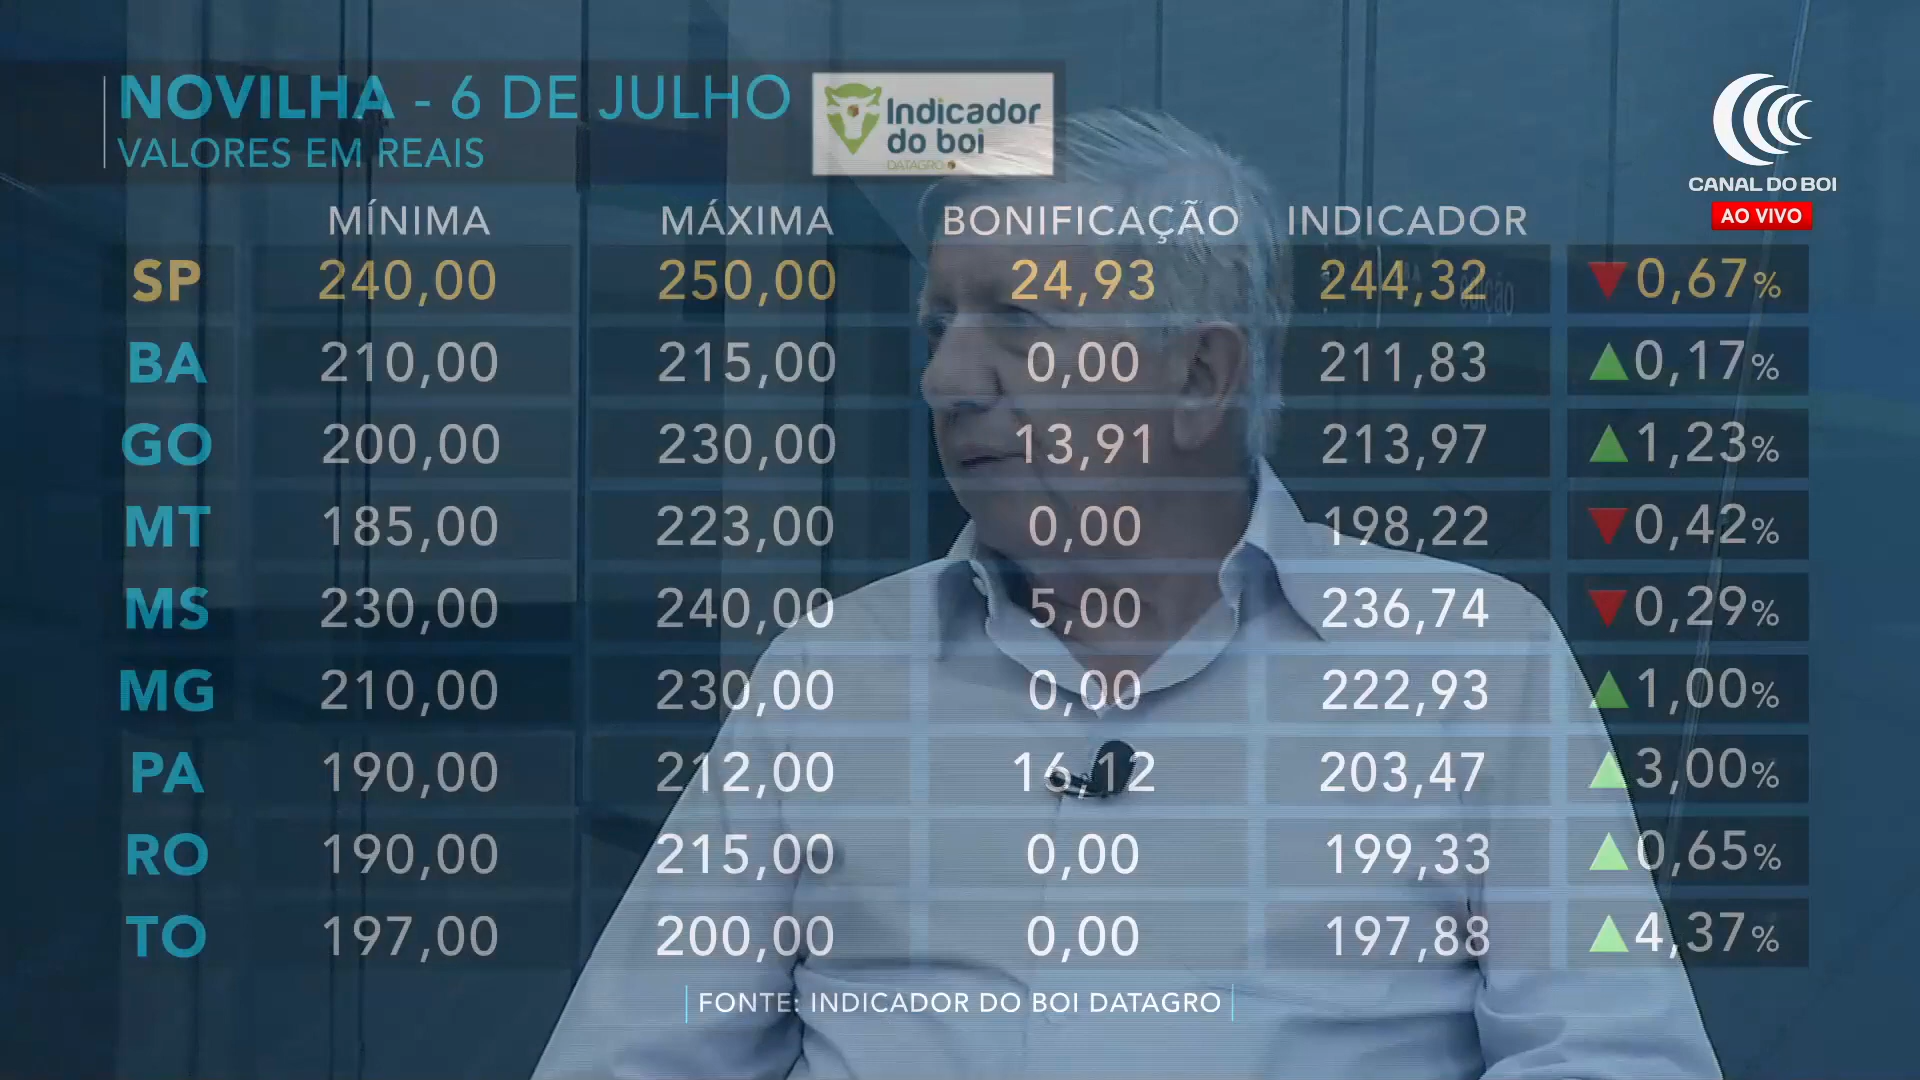 NOVILHA - 6 DE JULHO
VALORES EM REAIS
Indicador
do boi
DATAGRO
CANAL DO BOI
AO VIVO
MÍNIMA MÁXIMA BONIFICAÇÃO INDICADOR
SP 240,00 250,00 24,93 244,32 0,67%
BA 210,00 215,00 0,00 211,83 0,17%
GO 200,00 230,00 13,91 213,97 1,23%
MT 185,00 223,00 0,00 198,22 0,42%
MS 230,00 240,00 5,00 236,74 0,29%
MG 210,00 230,00 0,00 222,93 1,00%
PA 190,00 212,00 16,12 203,47 3,00%
RO 190,00 215,00 0,00 199,33 0,65%
TO 197,00 200,00 0,00 197,88 4,37%
FONTE: INDICADOR DO BOI DATAGRO